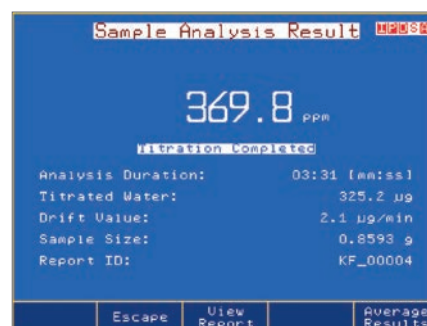 Sample Analysis Result
369.8 ppm
Titration Completed
Analysis Duration: 03:31 [mm:ss]
Titrated Water: 325.2 µg
Drift Value: 2.1 µg/min
Sample Size: 0.8593 g
Report ID: KF_00004
Escape
View Report
Average Results